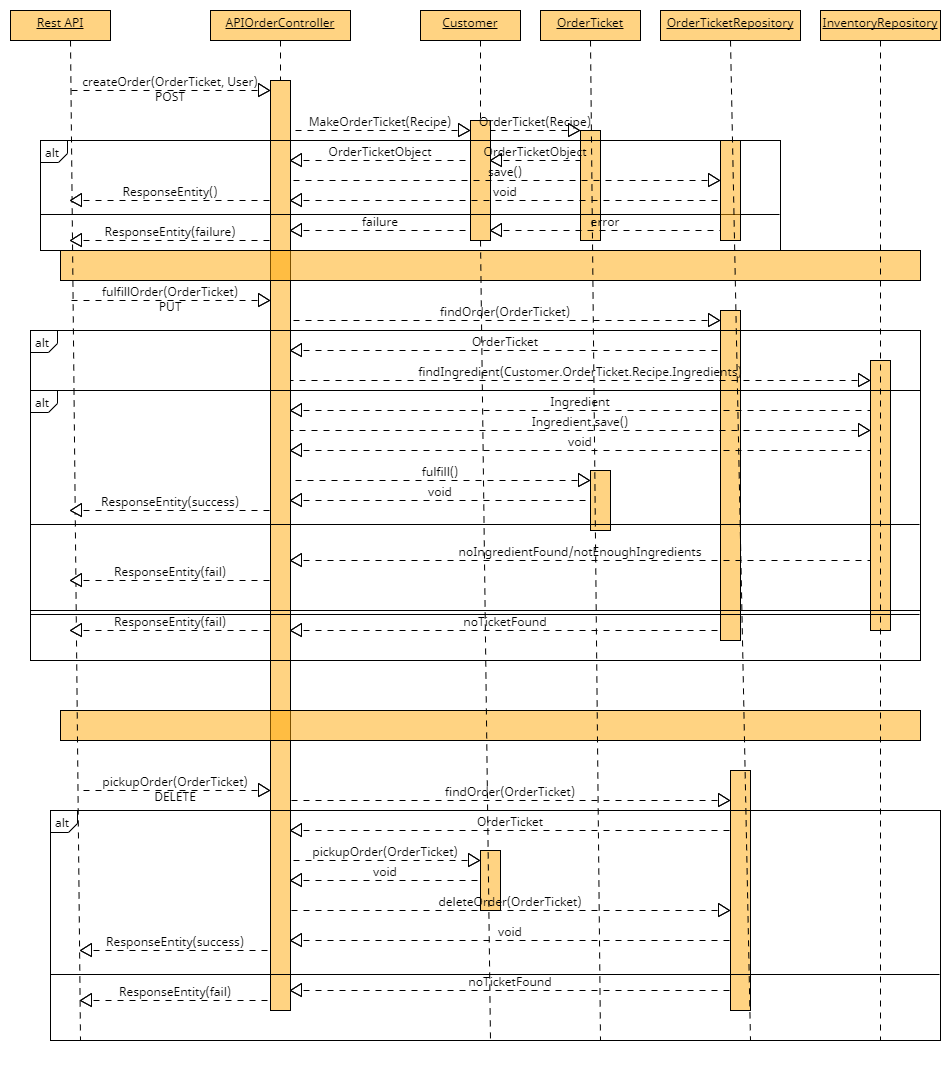 Rest API
APIOrderController
Customer
OrderTicket
OrderTicketRepository
InventoryRepository
createOrder(OrderTicket, User)
POST
MakeOrderTicket(Recipe)
OrderTicket(Recipe)
alt
OrderTicketObject
OrderTicketObject
save()
ResponseEntity()
void
failure
error
ResponseEntity(failure)
fulfillOrder(OrderTicket)
PUT
findOrder(OrderTicket)
alt
OrderTicket
findIngredient(Customer.OrderTicket.Recipe.Ingredients)
alt
Ingredient
Ingredient.save()
void
fulfill()
void
ResponseEntity(success)
noIngredientFound/notEnoughIngredients
ResponseEntity(fail)
ResponseEntity(fail)
noTicketFound
pickupOrder(OrderTicket)
DELETE
findOrder(OrderTicket)
alt
OrderTicket
pickupOrder(OrderTicket)
void
deleteOrder(OrderTicket)
void
ResponseEntity(success)
noTicketFound
ResponseEntity(fail)